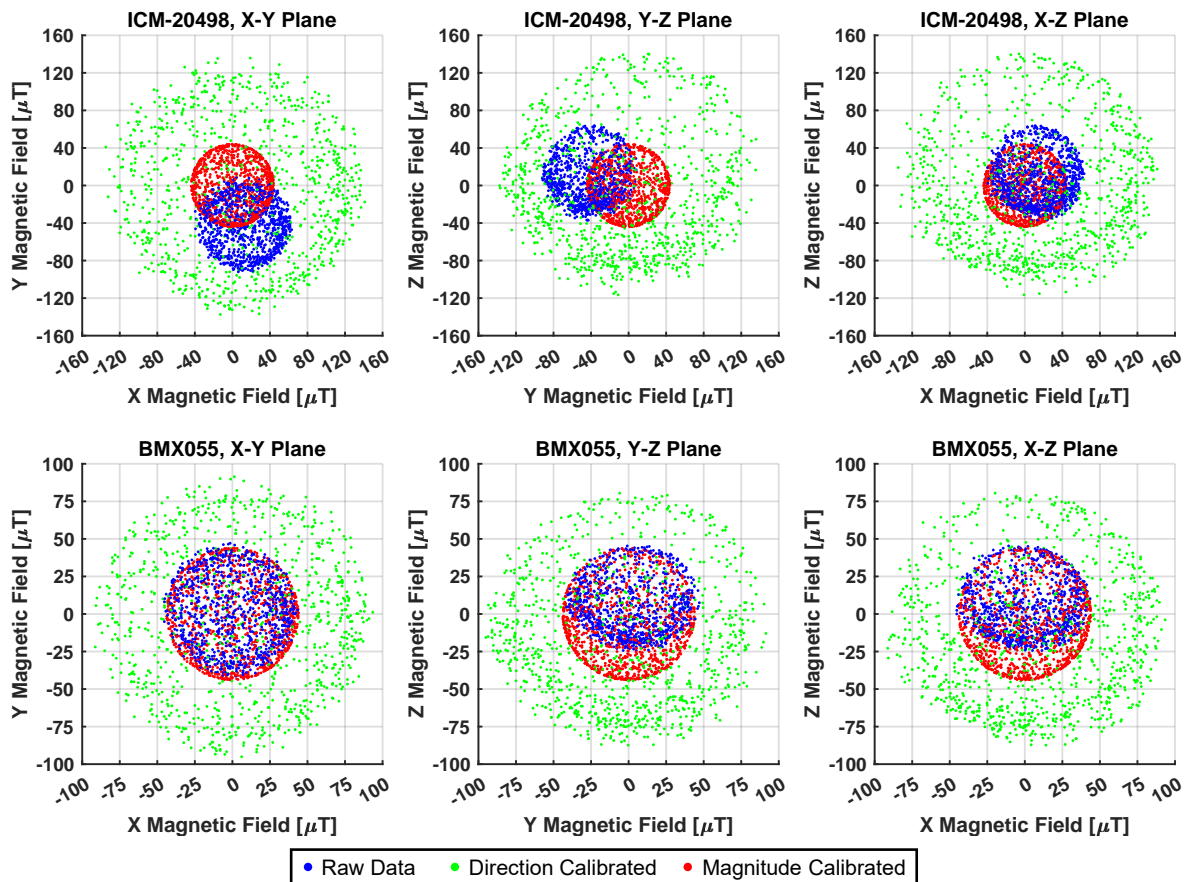 ICM-20498, X-Y Plane
Y Magnetic Field [μT]
160
120
80
40
0
-40
-80
-120
-160
-160 -120 -80 -40 0 40 80 120 160
X Magnetic Field [μT]
ICM-20498, Y-Z Plane
Z Magnetic Field [μT]
160
120
80
40
0
-40
-80
-120
-160
-160 -120 -80 -40 0 40 80 120 160
Y Magnetic Field [μT]
ICM-20498, X-Z Plane
Z Magnetic Field [μT]
160
120
80
40
0
-40
-80
-120
-160
-160 -120 -80 -40 0 40 80 120 160
X Magnetic Field [μT]
BMX055, X-Y Plane
Y Magnetic Field [μT]
100
75
50
25
0
-25
-50
-75
-100
-100 -75 -50 -25 0 25 50 75 100
X Magnetic Field [μT]
BMX055, Y-Z Plane
Z Magnetic Field [μT]
100
75
50
25
0
-25
-50
-75
-100
-100 -75 -50 -25 0 25 50 75 100
Y Magnetic Field [μT]
BMX055, X-Z Plane
Z Magnetic Field [μT]
100
75
50
25
0
-25
-50
-75
-100
-100 -75 -50 -25 0 25 50 75 100
X Magnetic Field [μT]
Raw Data Direction Calibrated Magnitude Calibrated